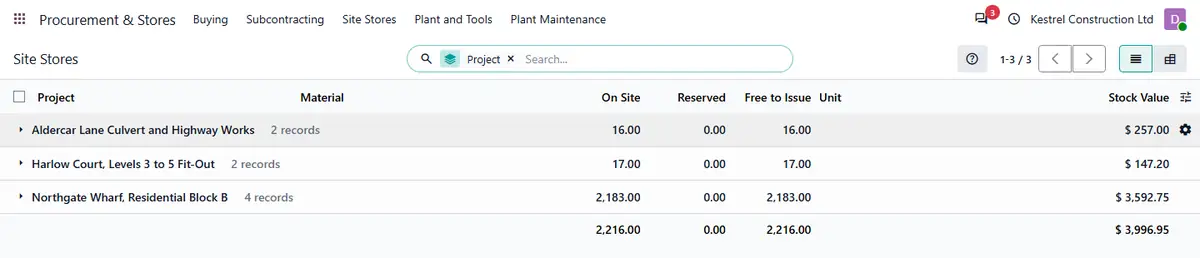 Procurement & Stores Buying Subcontracting Site Stores Plant and Tools Plant Maintenance 3 Kestrel Construction Ltd D
Site Stores Project × Search... 1-3 / 3
Project Material On Site Reserved Free to Issue Unit Stock Value
Aldercar Lane Culvert and Highway Works 2 records 16.00 0.00 16.00 $ 257.00
Harlow Court, Levels 3 to 5 Fit-Out 2 records 17.00 0.00 17.00 $ 147.20
Northgate Wharf, Residential Block B 4 records 2,183.00 0.00 2,183.00 $ 3,592.75
2,216.00 0.00 2,216.00 $ 3,996.95